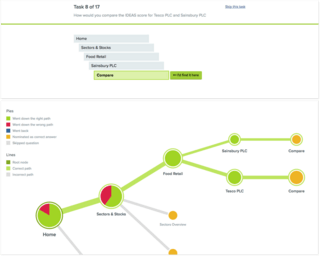 Task 8 of 17
Skip this task
How would you compare the IDEAS score for Tesco PLC and Sainsbury PLC
Home
Sectors & Stocks
Food Retail
Sainsbury PLC
Compare
I'd find it here
Pies
Went down the right path
Went down the wrong path
Went back
Nominated as correct answer
Skipped question
Lines
Correct path
Incorrect path
Home
Sectors & Stocks
Food Retail
Sainsbury PLC
Compare
Tesco PLC
Compare
Sectors Overview